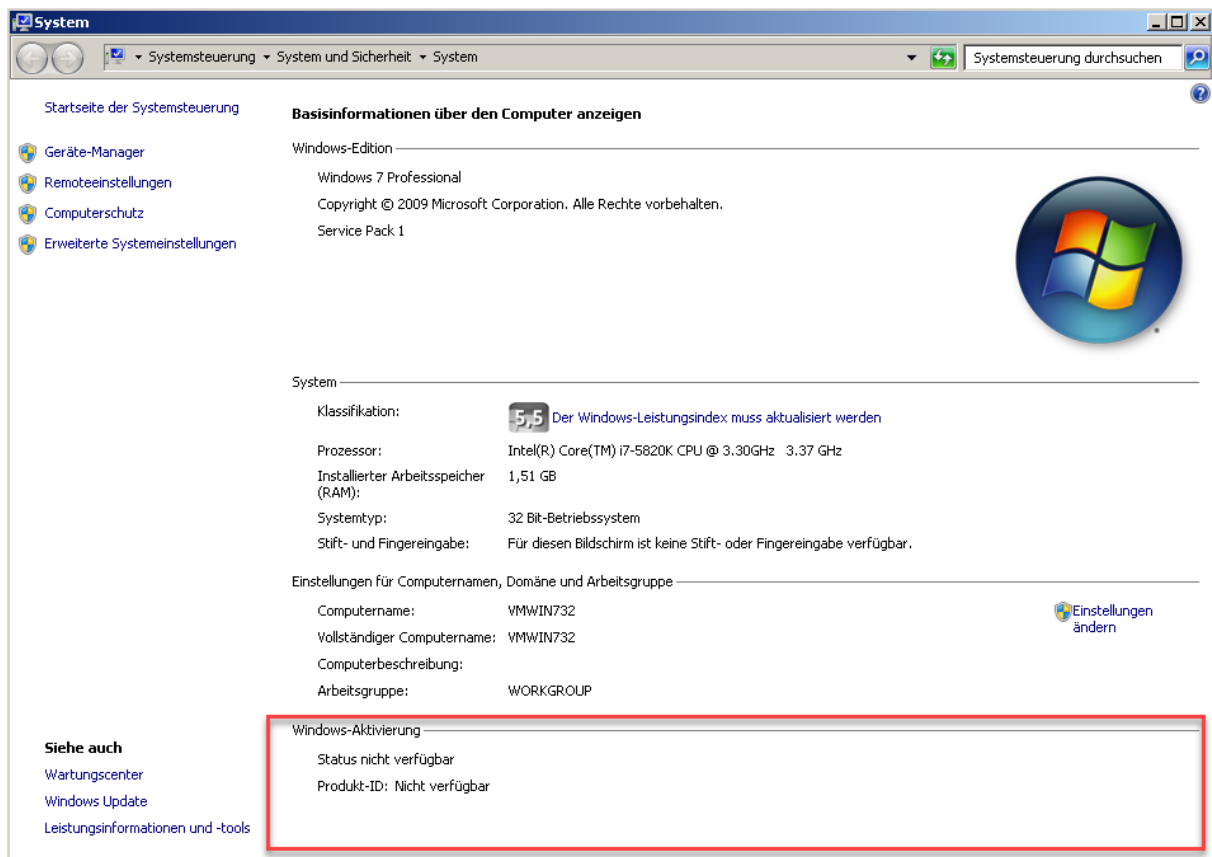 System
Systemsteuerung System und Sicherheit System
Systemsteuerung durchsuchen
Startseite der Systemsteuerung
Geräte-Manager
Remoteeinstellungen
Computerschutz
Erweiterte Systemeinstellungen
Siehe auch
Wartungscenter
Windows Update
Leistungsinformationen und -tools
Basisinformationen über den Computer anzeigen
Windows-Edition
Windows 7 Professional
Copyright © 2009 Microsoft Corporation. Alle Rechte vorbehalten.
Service Pack 1
System
Klassifikation: 5,5 Der Windows-Leistungsindex muss aktualisiert werden
Prozessor: Intel(R) Core(TM) i7-5820K CPU @ 3.30GHz 3.37 GHz
Installierter Arbeitsspeicher 1,51 GB
(RAM):
Systemtyp: 32 Bit-Betriebssystem
Stift- und Fingereingabe: Für diesen Bildschirm ist keine Stift- oder Fingereingabe verfügbar.
Einstellungen für Computernamen, Domäne und Arbeitsgruppe
Computername: VMWIN732
Einstellungen
ändern
Vollständiger Computername: VMWIN732
Computerbeschreibung:
Arbeitsgruppe: WORKGROUP
Windows-Aktivierung
Status nicht verfügbar
Produkt-ID: Nicht verfügbar